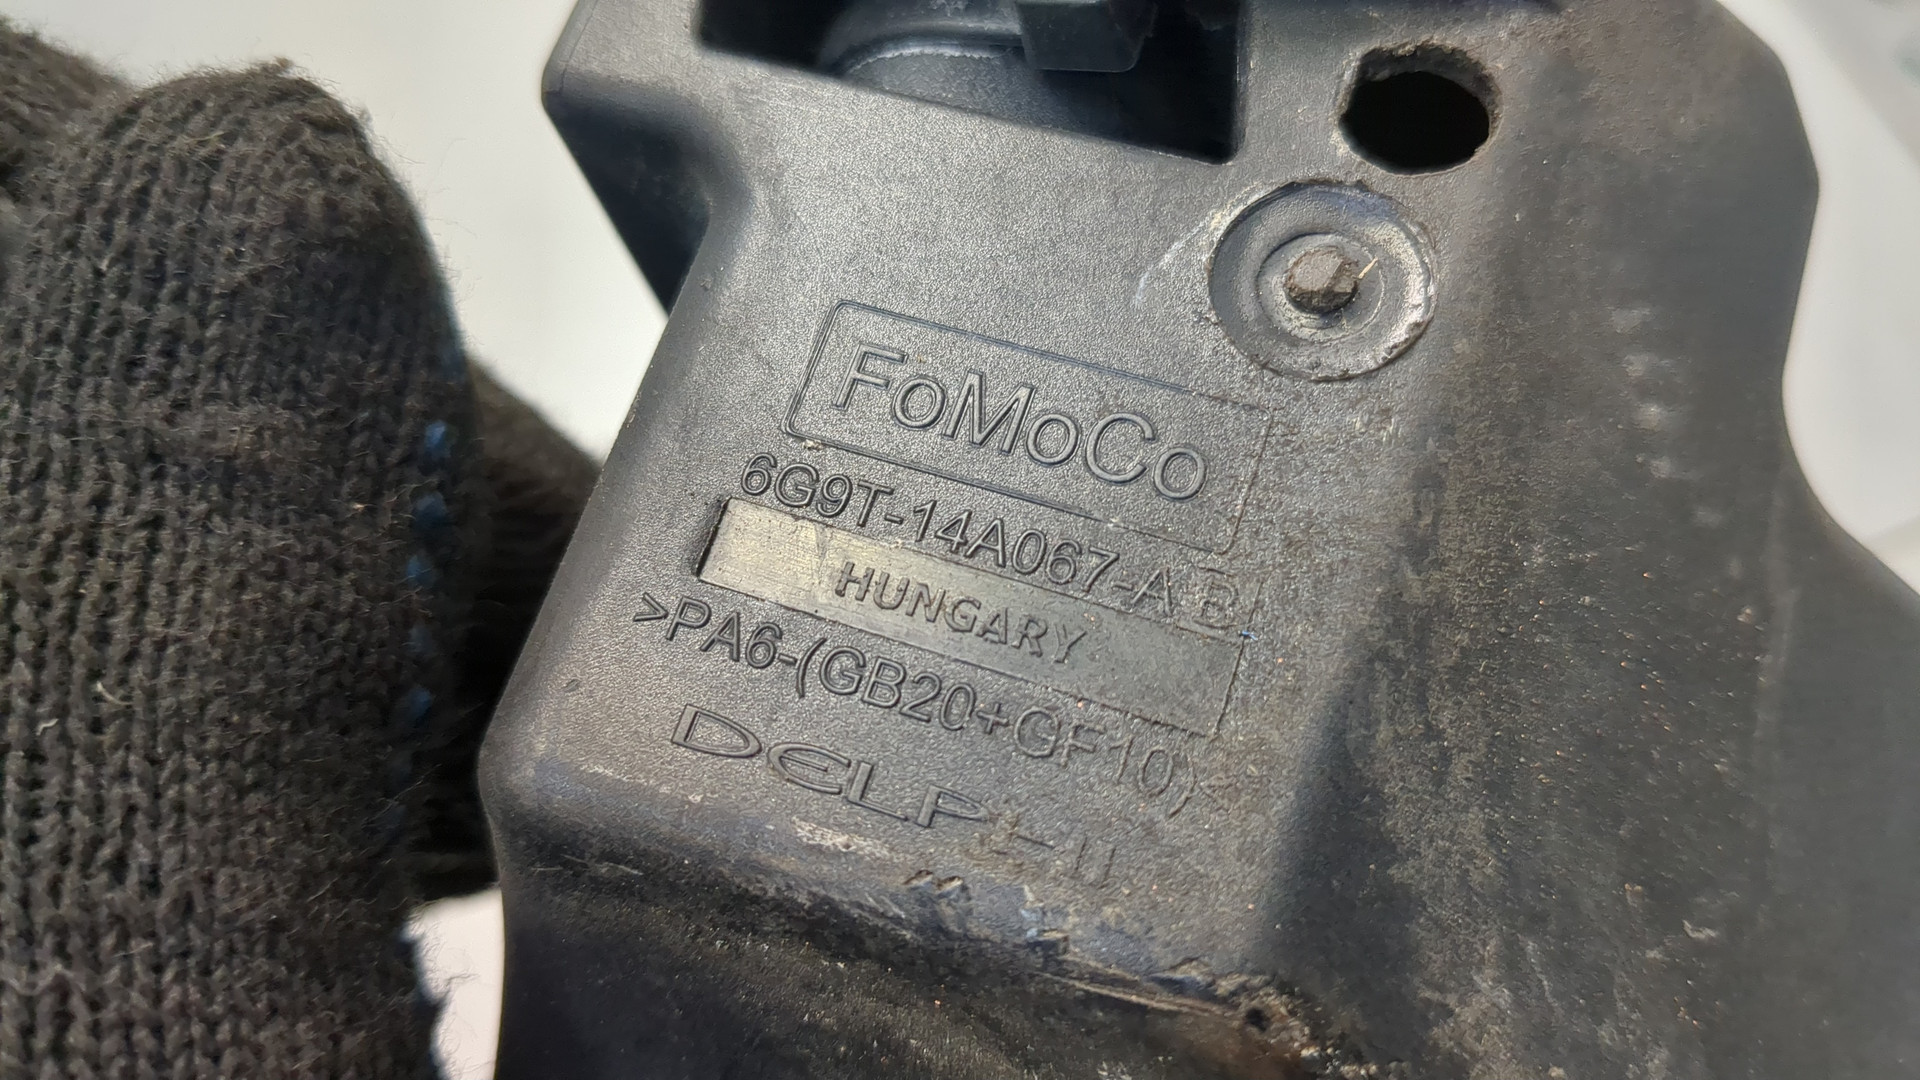 FoMoCo
6G9T-14A067-AB
HUNGARY
>PA6-(GB20+GF10)
DELPHI